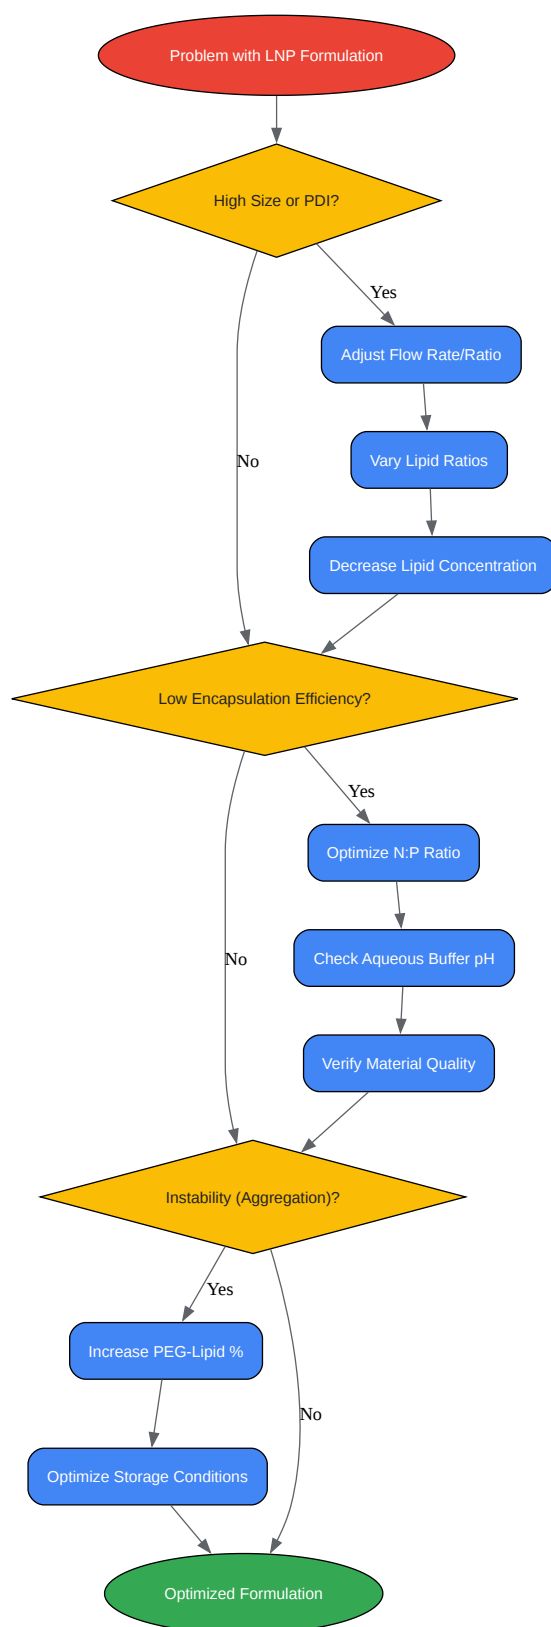 Problem with LNP Formulation
High Size or PDI?
Yes
Adjust Flow Rate/Ratio
Vary Lipid Ratios
No
Decrease Lipid Concentration
Low Encapsulation Efficiency?
Yes
Optimize N:P Ratio
Check Aqueous Buffer pH
No
Verify Material Quality
Instability (Aggregation)?
Yes
Increase PEG-Lipid %
No
Optimize Storage Conditions
Optimized Formulation